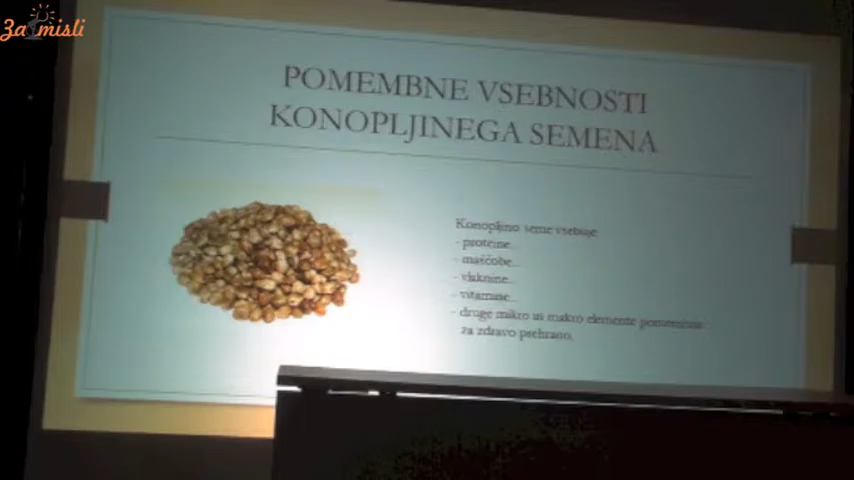 Zamisli
POMEMBNE VSEBNOSTI
KONOPLJINEGA SEMENA
Konopljino seme vsebuje:
- proteine...
- maščobe...
- vlaknine...
- vitamine...
- druge mikro in makro elemente pomembne
za zdravo prehrano.